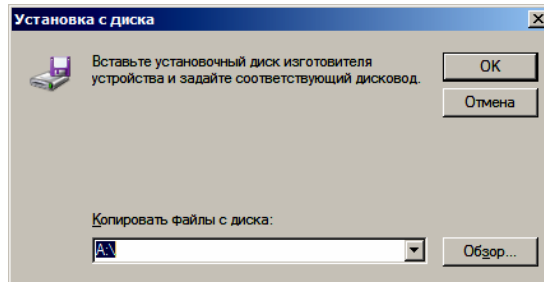 Установка с диска
Вставьте установочный диск изготовителя
устройства и задайте соответствующий дисковод.
OK
Отмена
Копировать файлы с диска:
A:\
Обзор...